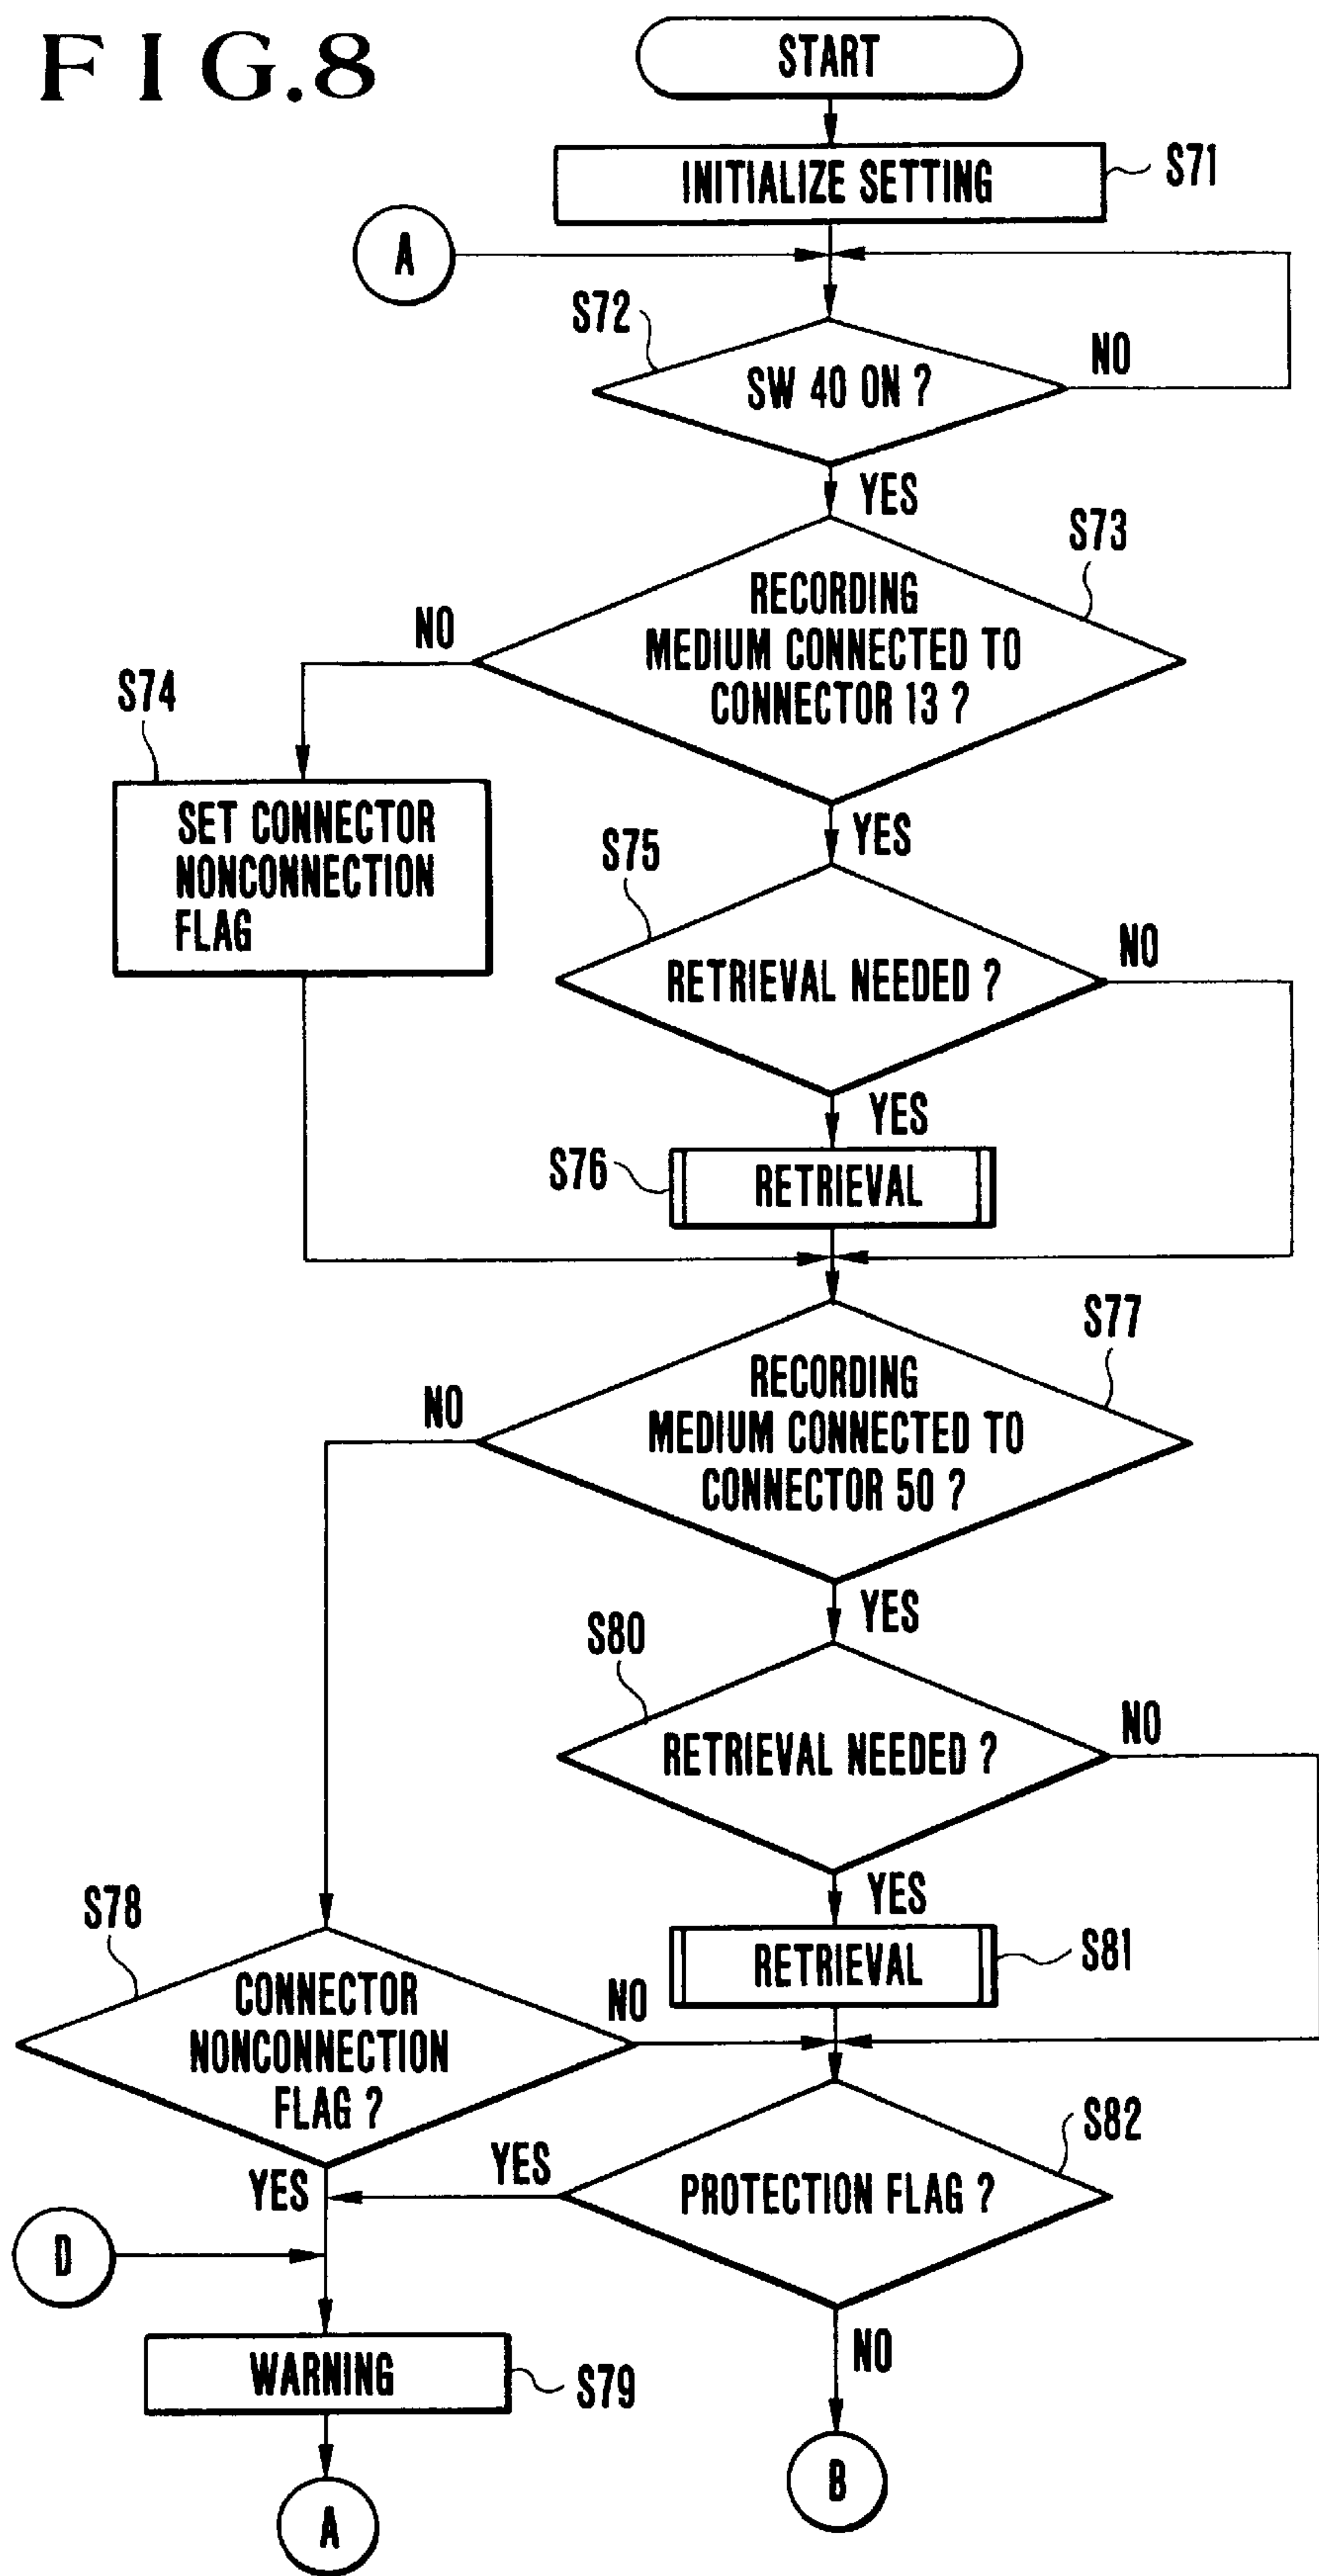 FIG.8
START
INITIALIZE SETTING
S71
A
S72
SW 40 ON ?
NO
YES
S73
RECORDING
MEDIUM CONNECTED TO
CONNECTOR 13 ?
NO
S74
SET CONNECTOR
NONCONNECTION
FLAG
YES
S75
RETRIEVAL NEEDED ?
NO
YES
S76
RETRIEVAL
S77
RECORDING
MEDIUM CONNECTED TO
CONNECTOR 50 ?
NO
YES
S80
RETRIEVAL NEEDED ?
NO
YES
S78
RETRIEVAL
S81
CONNECTOR
NONCONNECTION
FLAG ?
NO
YES
S82
PROTECTION FLAG ?
YES
D
WARNING
S79
NO
A
B